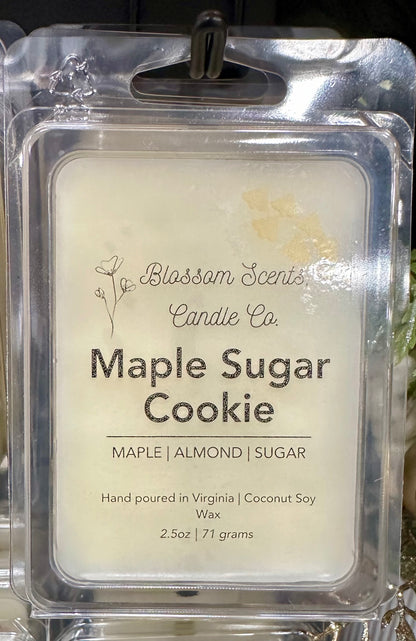 Blossom Scents
Candle Co.
Maple Sugar
Cookie
MAPLE | ALMOND | SUGAR
Hand poured in Virginia | Coconut Soy
Wax
2.5oz | 71 grams